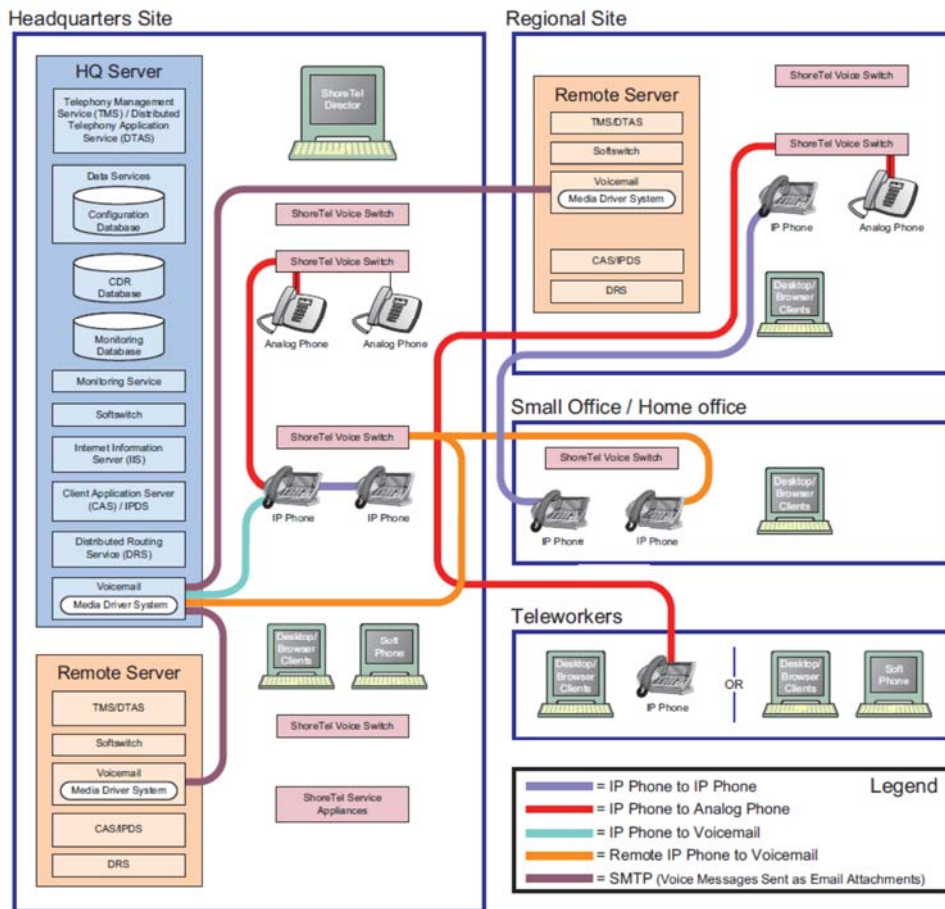 Headquarters Site
HQ Server
Telephony Management
Service (TMS) / Distributed
Telephony Application
Service (DTAS)
Data Services
Configuration
Database
CDR
Database
Monitoring
Database
Monitoring Service
Softswitch
Internet Information
Server (IIS)
Client Application Server
(CAS) / IPDS
Distributed Routing
Service (DRS)
Voicemail
Media Driver System
Remote Server
TMS/DTAS
Softswitch
Voicemail
Media Driver System
CAS/IPDS
DRS
ShoreTel
Director
ShoreTel Voice Switch
ShoreTel Voice Switch
Analog Phone
Analog Phone
ShoreTel Voice Switch
IP Phone
IP Phone
Desktop/
Browser
Clients
Soft
Phone
ShoreTel Voice Switch
ShoreTel Service
Appliances
Regional Site
Remote Server
TMS/DTAS
Softswitch
Voicemail
Media Driver System
CAS/IPDS
DRS
ShoreTel Voice Switch
ShoreTel Voice Switch
IP Phone
Analog Phone
Desktop/
Browser
Clients
Small Office / Home office
ShoreTel Voice Switch
IP Phone
IP Phone
Desktop/
Browser
Clients
Teleworkers
Desktop/
Browser
Clients
IP Phone
OR
Desktop/
Browser
Clients
Soft
Phone
Legend
= IP Phone to IP Phone
= IP Phone to Analog Phone
= IP Phone to Voicemail
= Remote IP Phone to Voicemail
= SMTP (Voice Messages Sent as Email Attachments)